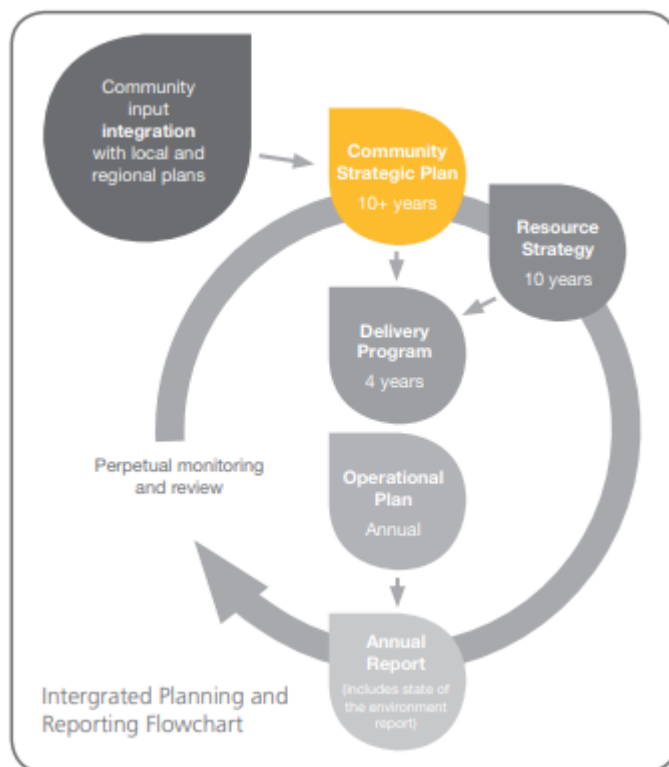 Community
input
integration
with local and
regional plans
Community
Strategic Plan
10+ years
Resource
Strategy
10 years
Delivery
Program
4 years
Perpetual monitoring
and review
Operational
Plan
Annual
Annual
Report
(includes state of
the environment
report)
Intergrated Planning and
Reporting Flowchart